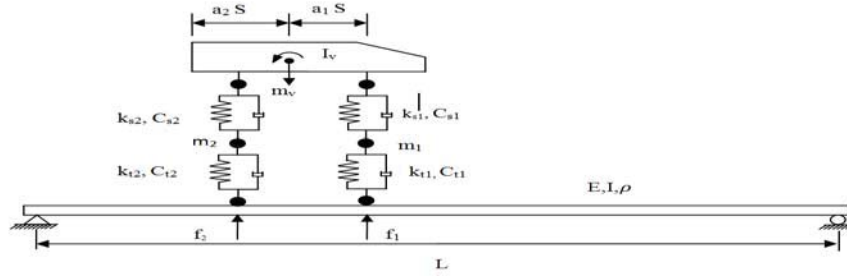 a₂ S
a₁ S
Iᵥ
mᵥ
kₛ₂, Cₛ₂
kₛ₁, Cₛ₁
m₂
m₁
kₜ₂, Cₜ₂
kₜ₁, Cₜ₁
E,I,ρ
f₂
f₁
L